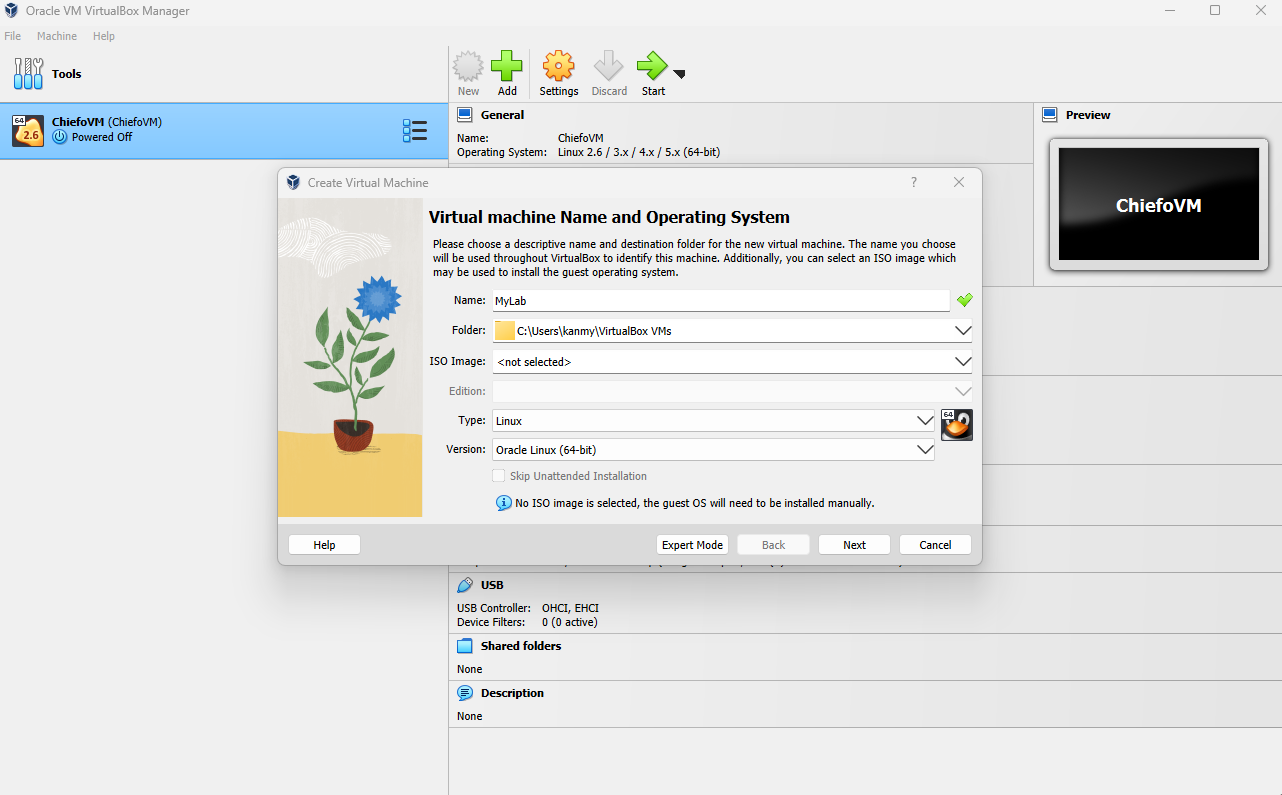 Oracle VM VirtualBox Manager
File Machine Help
Tools
New Add Settings Discard Start
64
2.6
ChiefoVM (ChiefoVM)
Powered Off
General
Name: ChiefoVM
Operating System: Linux 2.6 / 3.x / 4.x / 5.x (64-bit)
Preview
ChiefoVM
Create Virtual Machine
?
Virtual machine Name and Operating System
Please choose a descriptive name and destination folder for the new virtual machine. The name you choose
will be used throughout VirtualBox to identify this machine. Additionally, you can select an ISO image which
may be used to install the guest operating system.
Name: MyLab
Folder: C:\Users\kanmy\VirtualBox VMs
ISO Image: <not selected>
Edition:
Type: Linux
64
Version: Oracle Linux (64-bit)
Skip Unattended Installation
No ISO image is selected, the guest OS will need to be installed manually.
Help Expert Mode Back Next Cancel
USB
USB Controller: OHCI, EHCI
Device Filters: 0 (0 active)
Shared folders
None
Description
None